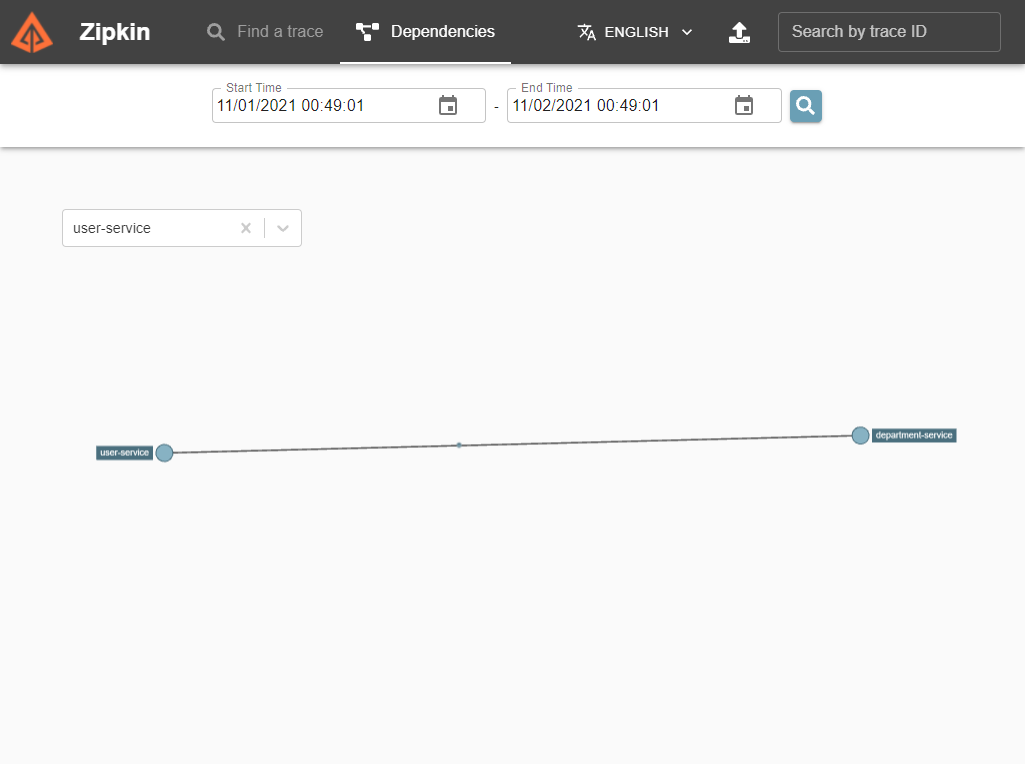 Zipkin
Find a trace
Dependencies
ENGLISH
Search by trace ID
Start Time
11/01/2021 00:49:01
-
End Time
11/02/2021 00:49:01
user-service
user-service
department-service